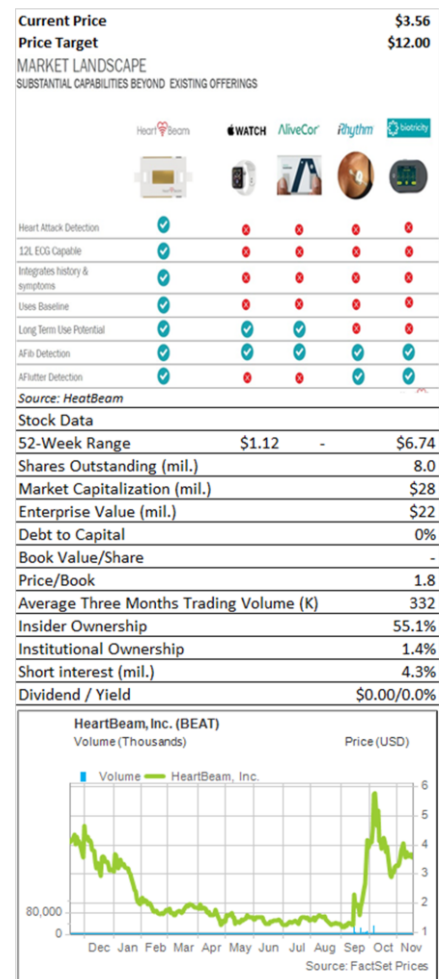 Current Price $3.56
Price Target $12.00
MARKET LANDSCAPE
SUBSTANTIAL CAPABILITIES BEYOND EXISTING OFFERINGS
HeartBeam WATCH AliveCor iRhythm biotricity
Heart Attack Detection
12L ECG Capable
Integrates history &
symptoms
Uses Baseline
Long Term Use Potential
AFib Detection
AFlutter Detection
Source: HeatBeam
Stock Data
52-Week Range $1.12 - $6.74
Shares Outstanding (mil.) 8.0
Market Capitalization (mil.) $28
Enterprise Value (mil.) $22
Debt to Capital 0%
Book Value/Share -
Price/Book 1.8
Average Three Months Trading Volume (K) 332
Insider Ownership 55.1%
Institutional Ownership 1.4%
Short interest (mil.) 4.3%
Dividend / Yield $0.00/0.0%
HeartBeam, Inc. (BEAT)
Volume (Thousands) Price (USD)
Volume HeartBeam, Inc.
6
5
4
3
80,000 2
0 1
Dec Jan Feb Mar Apr May Jun Jul Aug Sep Oct Nov
Source: FactSet Prices